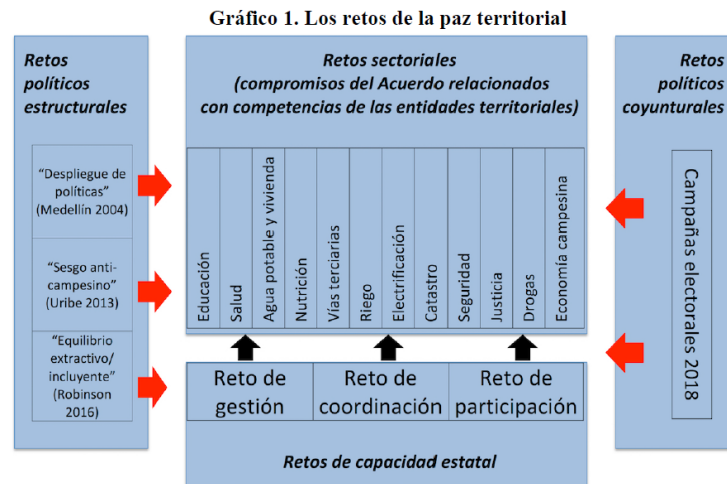 Gráfico 1. Los retos de la paz territorial
Retos
políticos
estructurales
“Despliegue de
políticas”
(Medellín 2004)
“Sesgo anti-
campesino”
(Uribe 2013)
“Equilibrio extractivo/
incluyente”
(Robinson
2016)
Retos sectoriales
(compromisos del Acuerdo relacionados
con competencias de las entidades territoriales)
Educación
Salud
Agua potable y vivienda
Nutrición
Vías terciarias
Riego
Electrificación
Catastro
Seguridad
Justicia
Drogas
Economía campesina
Reto de
gestión
Reto de
coordinación
Reto de
participación
Retos de capacidad estatal
Retos
políticos
coyunturales
Campañas electorales 2018